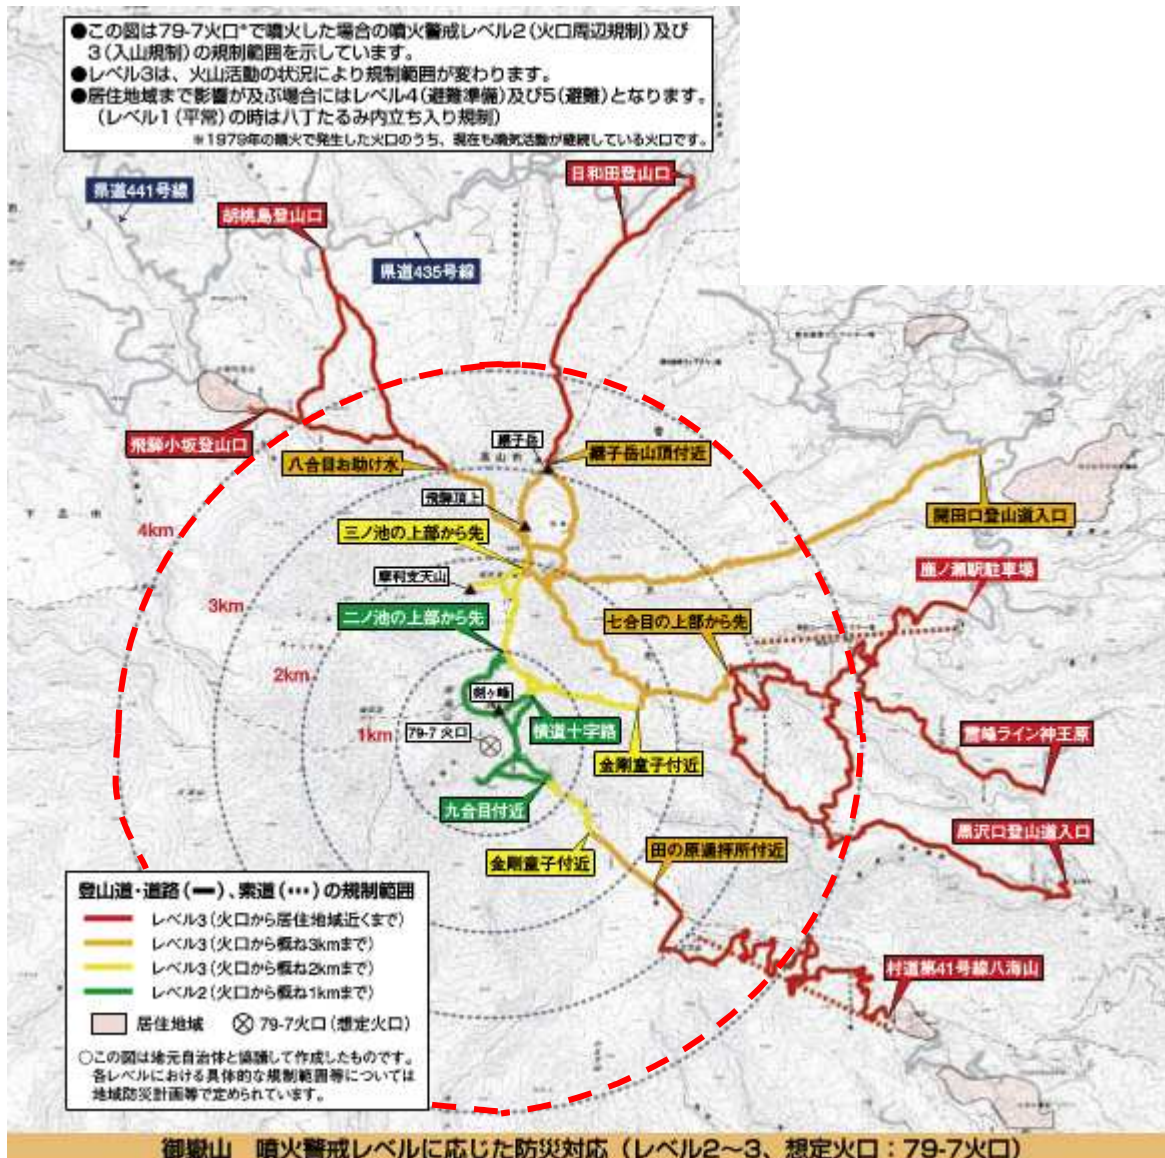 ●この図は79-7火口*で噴火した場合の噴火警戒レベル2（火口周辺規制）及び
3（入山規制）の規制範囲を示しています。
●レベル3は、火山活動の状況により規制範囲が変わります。
●居住地域まで影響が及ぶ場合にはレベル4（避難準備）及び5（避難）となります。
（レベル1（平常）の時は八丁たるみ内立ち入り規制）
※1979年の噴火で発生した火口のうち、現在も噴気活動が継続している火口です。
日和田登山口
県道441号線
胡桃島登山口
県道435号線
飛騨小坂登山口
継子岳
八合目お助け水
継子岳山頂付近
飛騨頂上
開田口登山道入口
4km
三ノ池の上部から先
摩利支天山
鹿ノ瀬駅駐車場
3km
二ノ池の上部から先
七合目の上部から先
2km
剣ヶ峰
1km
79-7 火口
横道十字路
霊峰ライン神王原
金剛童子付近
九合目付近
黒沢口登山道入口
金剛童子付近
田の原遥拝所付近
村道第41号線八海山
登山道・道路（━）、索道（…）の規制範囲
レベル3（火口から居住地域近くまで）
レベル3（火口から概ね3kmまで）
レベル3（火口から概ね2kmまで）
レベル2（火口から概ね1kmまで）
居住地域 79-7火口（想定火口）
○この図は地元自治体と協議して作成したものです。
各レベルにおける具体的な規制範囲等については
地域防災計画等で定められています。
御嶽山 噴火警戒レベルに応じた防災対応（レベル2～3、想定火口：79-7火口）